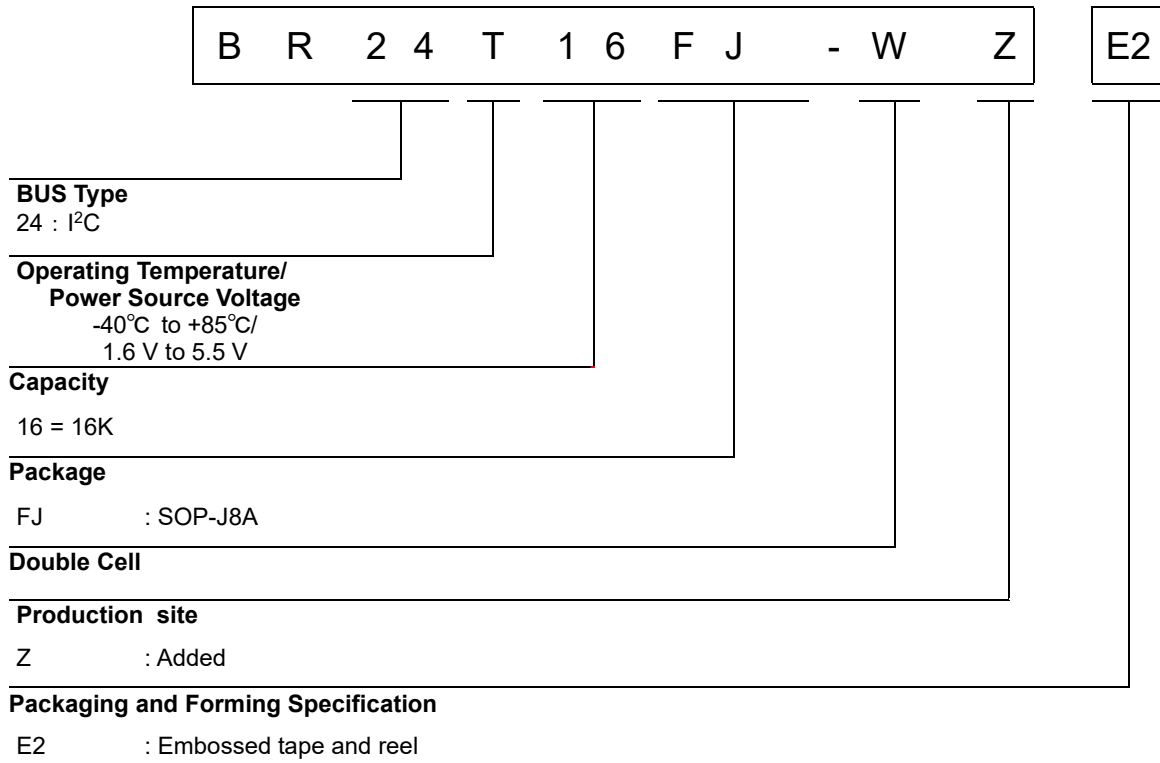 B R 2 4 T 1 6 F J - W Z E2
BUS Type
24 : I²C
Operating Temperature/
Power Source Voltage
-40°C to +85°C/
1.6 V to 5.5 V
Capacity
16 = 16K
Package
FJ : SOP-J8A
Double Cell
Production site
Z : Added
Packaging and Forming Specification
E2 : Embossed tape and reel